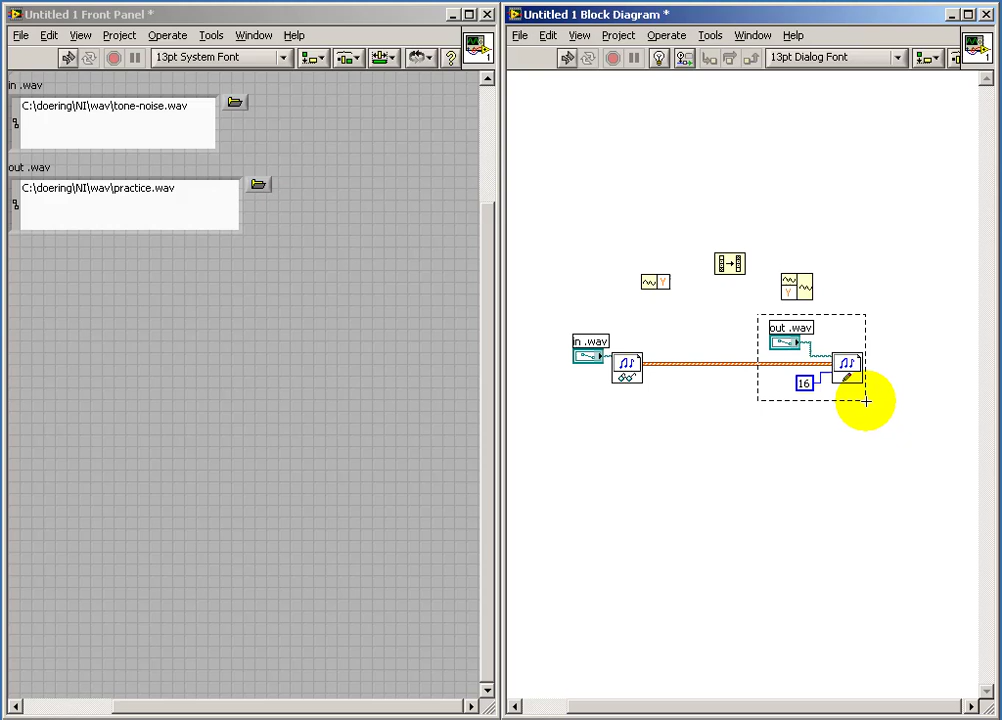 Untitled 1 Front Panel *
File Edit View Project Operate Tools Window Help
13pt System Font
1
in .wav
C:\doering\NI\wav\tone-noise.wav
out .wav
C:\doering\NI\wav\practice.wav
Untitled 1 Block Diagram *
File Edit View Project Operate Tools Window Help
13pt Dialog Font
1
Y
Y
out .wav
in .wav
16